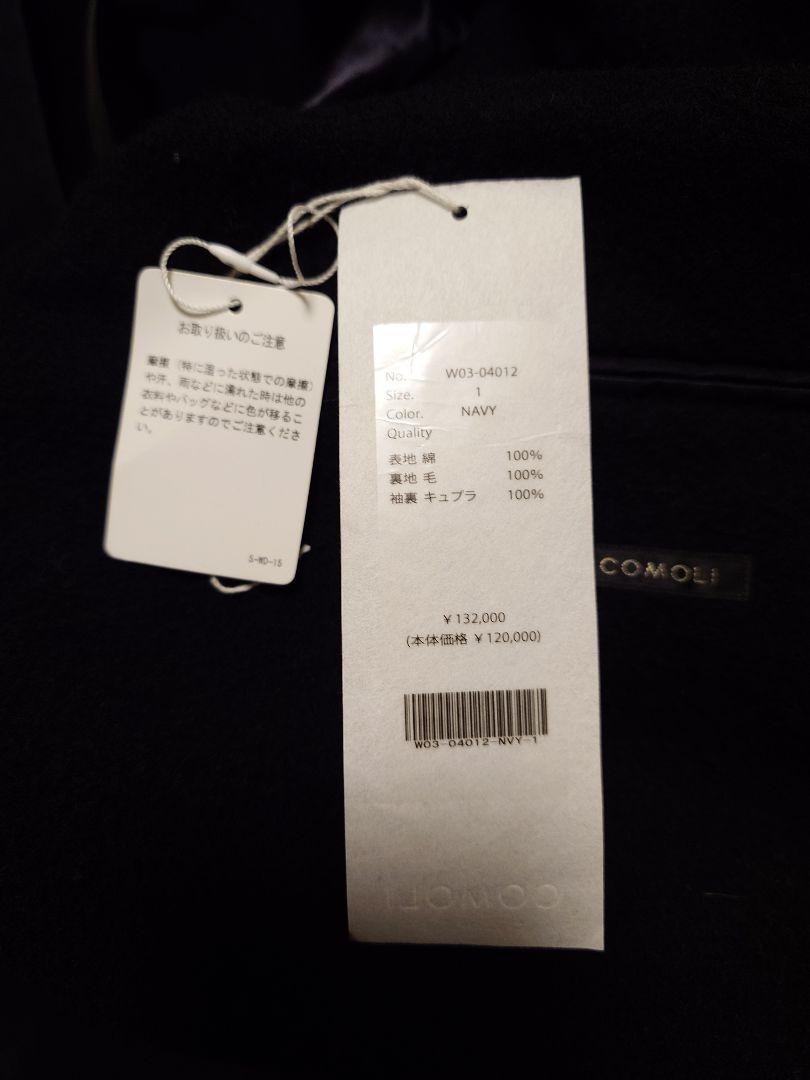 お取り扱いのご注意
摩擦(特に湿った状態での摩擦)
や汗、雨などに濡れた時は他の
衣料やバッグなどに色が移るこ
とがありますのでご注意くださ
い。
S-WD-15
No. W03-04012
Size. 1
Color. NAVY
Quality
表地 綿 100%
裏地 毛 100%
袖裏 キュプラ 100%
¥132,000
(本体価格 ¥120,000)
W03-04012-NVY-1
COMOLI
COMOLI